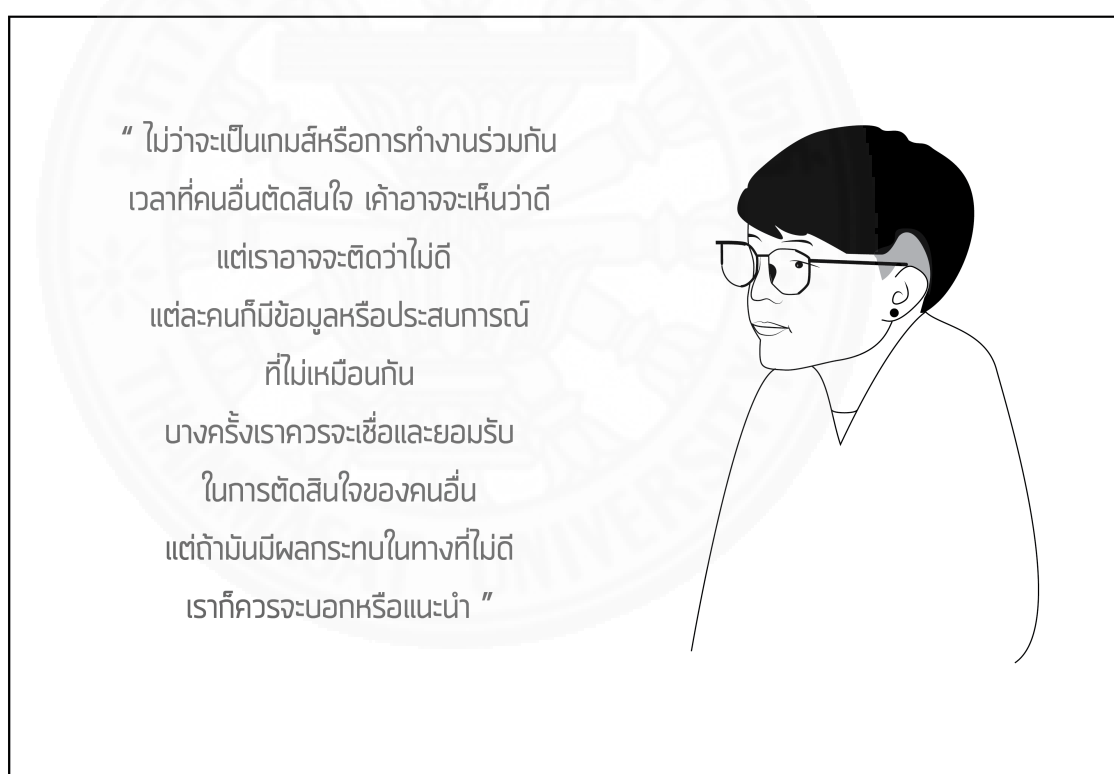 “ ไม่ว่าจะเป็นเกมส์หรือการทำงานร่วมกัน
เวลาที่คนอื่นตัดสินใจ เค้าอาจจะเห็นว่าดี
แต่เราอาจจะติดว่าไม่ดี
แต่ละคนก็มีข้อมูลหรือประสบการณ์
ที่ไม่เหมือนกัน
บางครั้งเราควรจะเชื่อและยอมรับ
ในการตัดสินใจของคนอื่น
แต่ถ้ามันมีผลกระทบในทางที่ไม่ดี
เราก็ควรจะบอกหรือแนะนำ ”